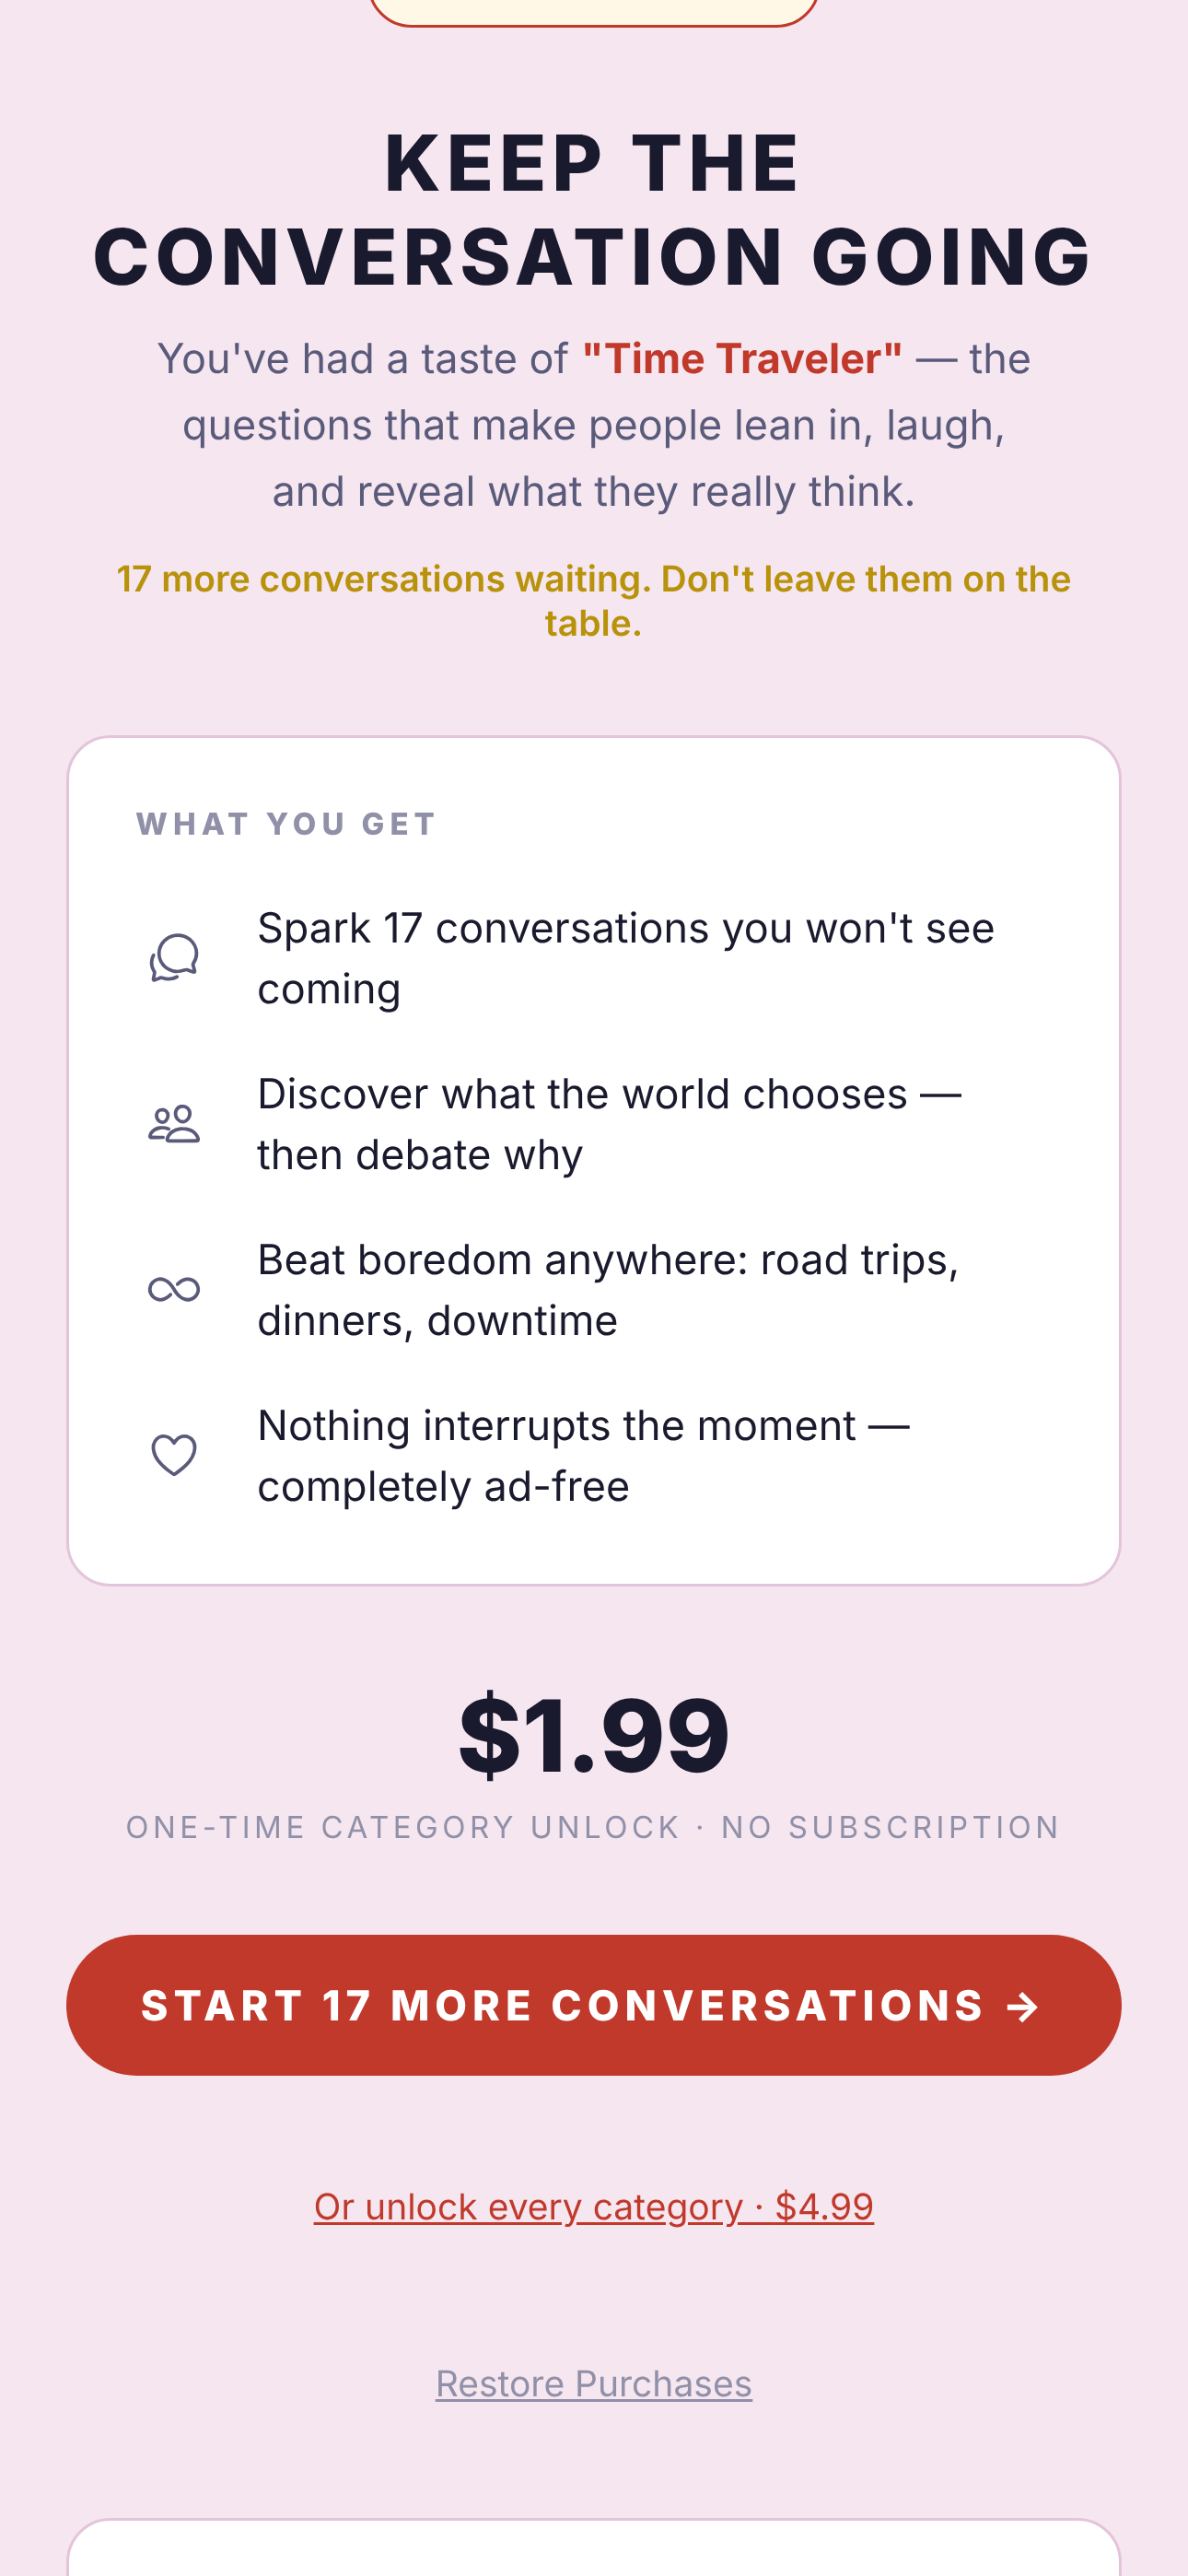 KEEP THE
CONVERSATION GOING
You've had a taste of "Time Traveler" — the
questions that make people lean in, laugh,
and reveal what they really think.
17 more conversations waiting. Don't leave them on the
table.
WHAT YOU GET
Spark 17 conversations you won't see
coming
Discover what the world chooses —
then debate why
Beat boredom anywhere: road trips,
dinners, downtime
Nothing interrupts the moment —
completely ad-free
$1.99
ONE-TIME CATEGORY UNLOCK · NO SUBSCRIPTION
START 17 MORE CONVERSATIONS →
Or unlock every category · $4.99
Restore Purchases